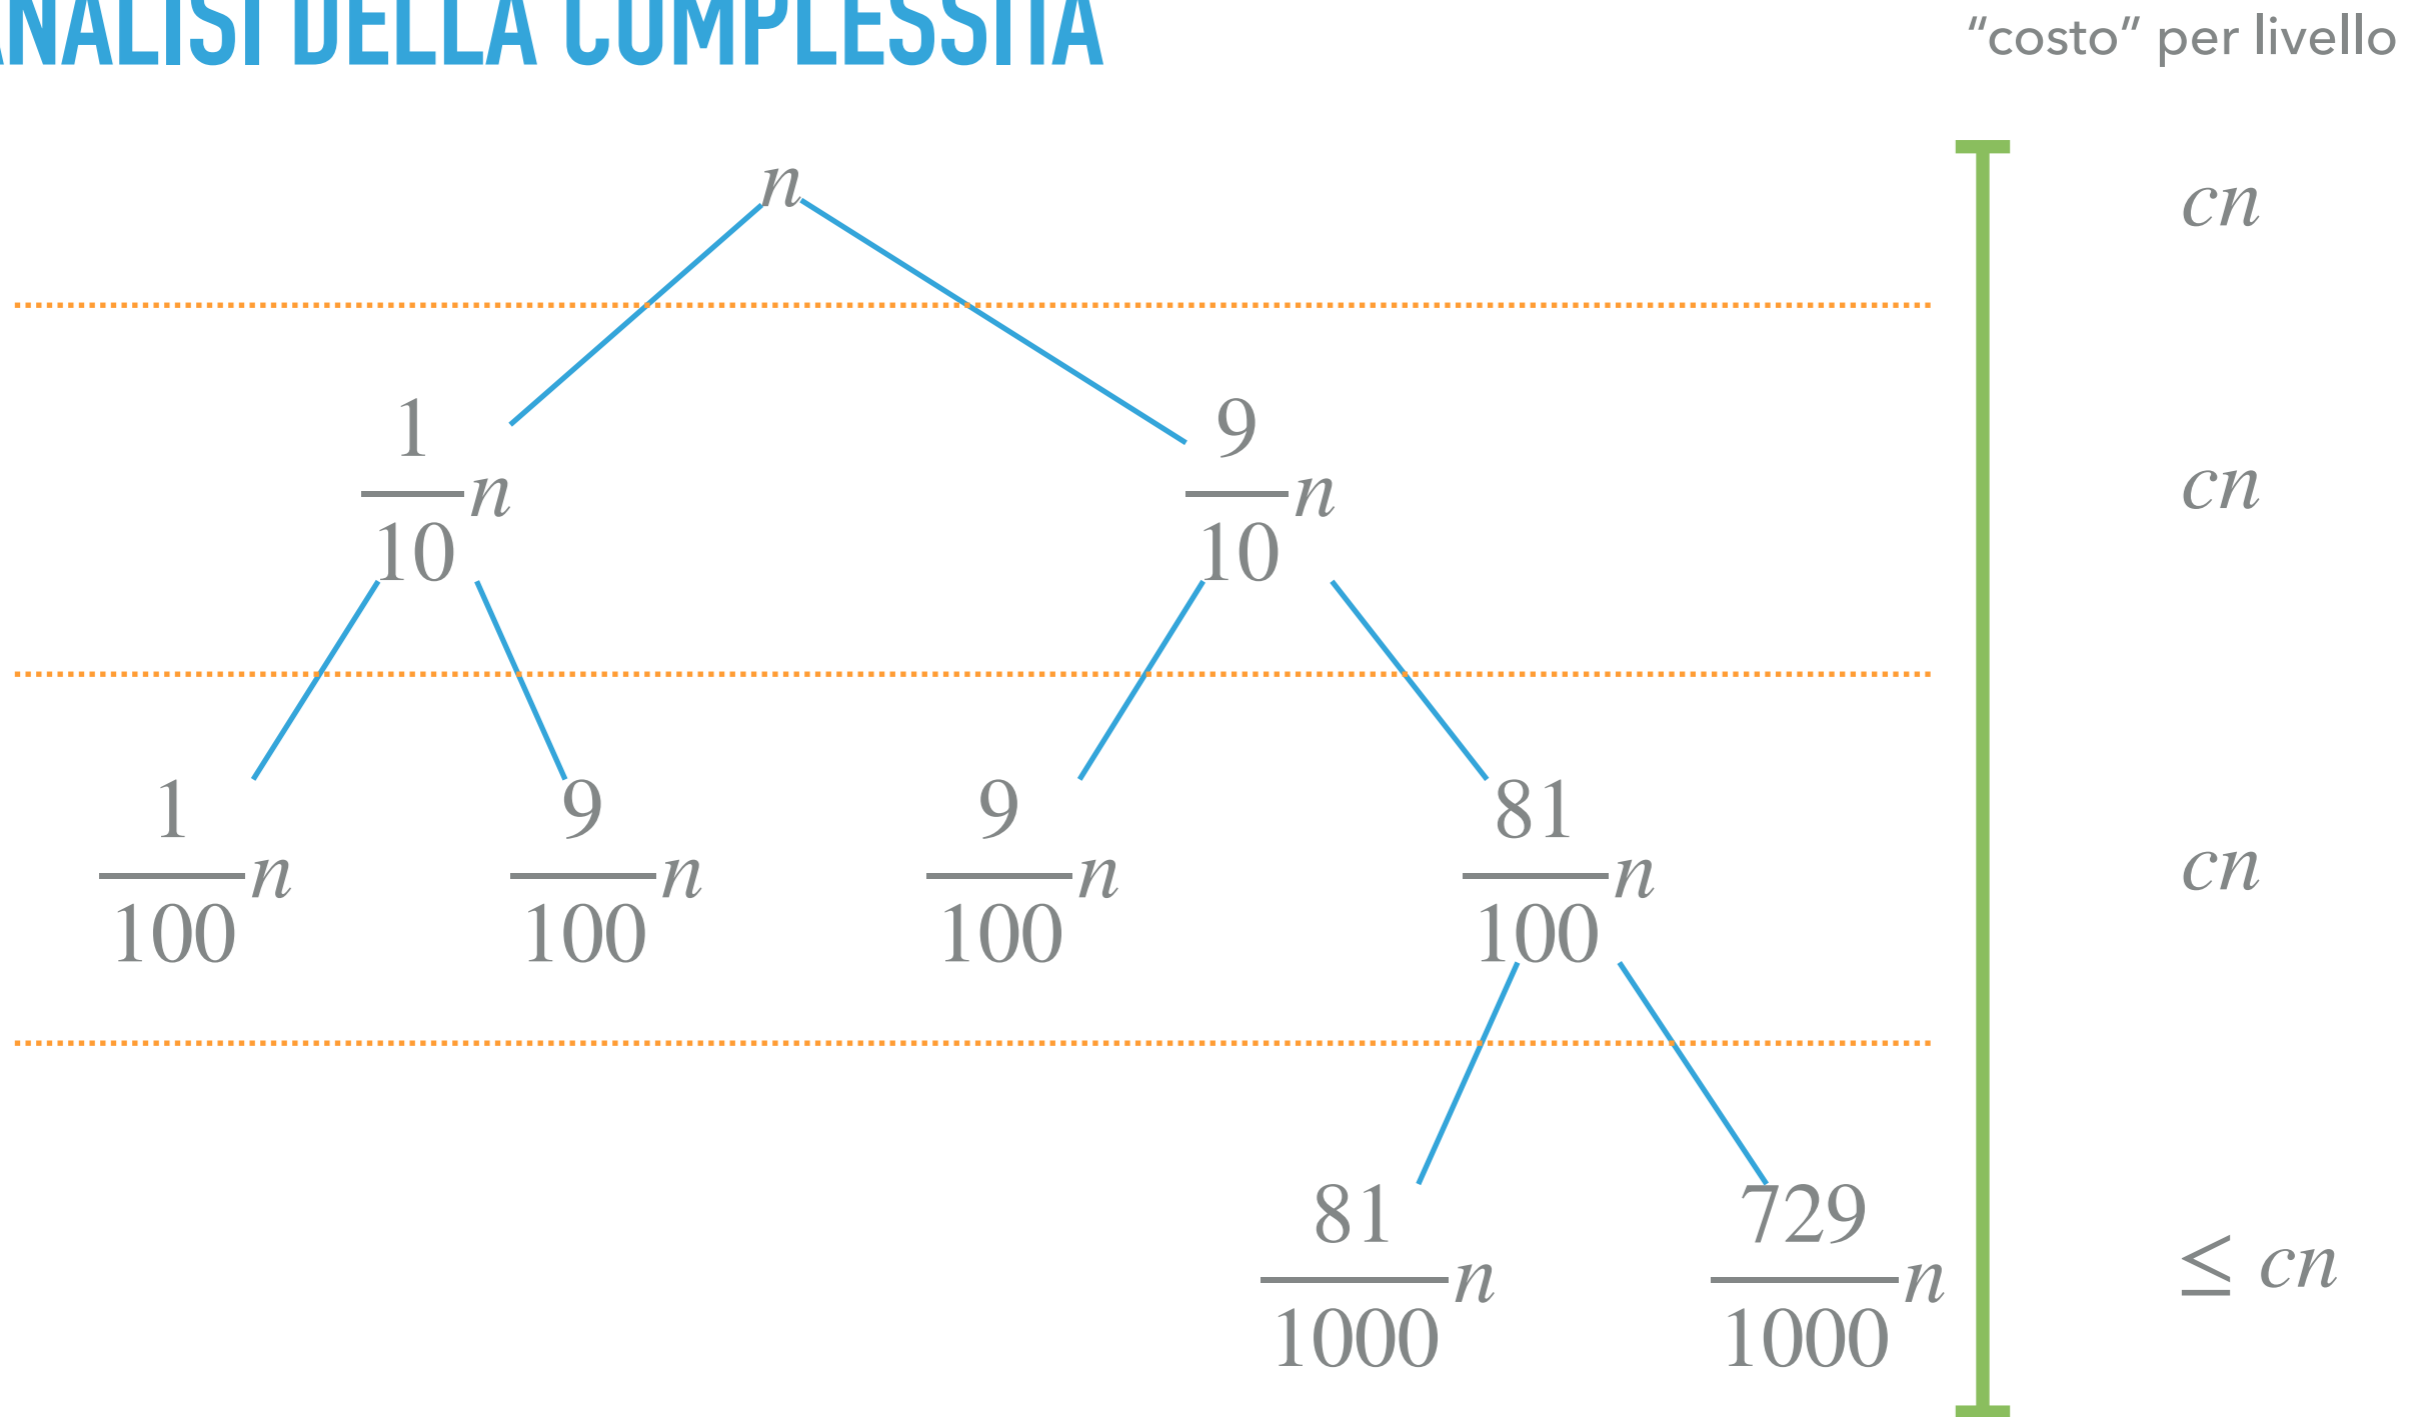 ANALISI DELLA COMPLESSITÀ
“costo” per livello
n
cn
1/10 n
9/10 n
cn
1/100 n
9/100 n
9/100 n
81/100 n
cn
81/1000 n
729/1000 n
≤ cn